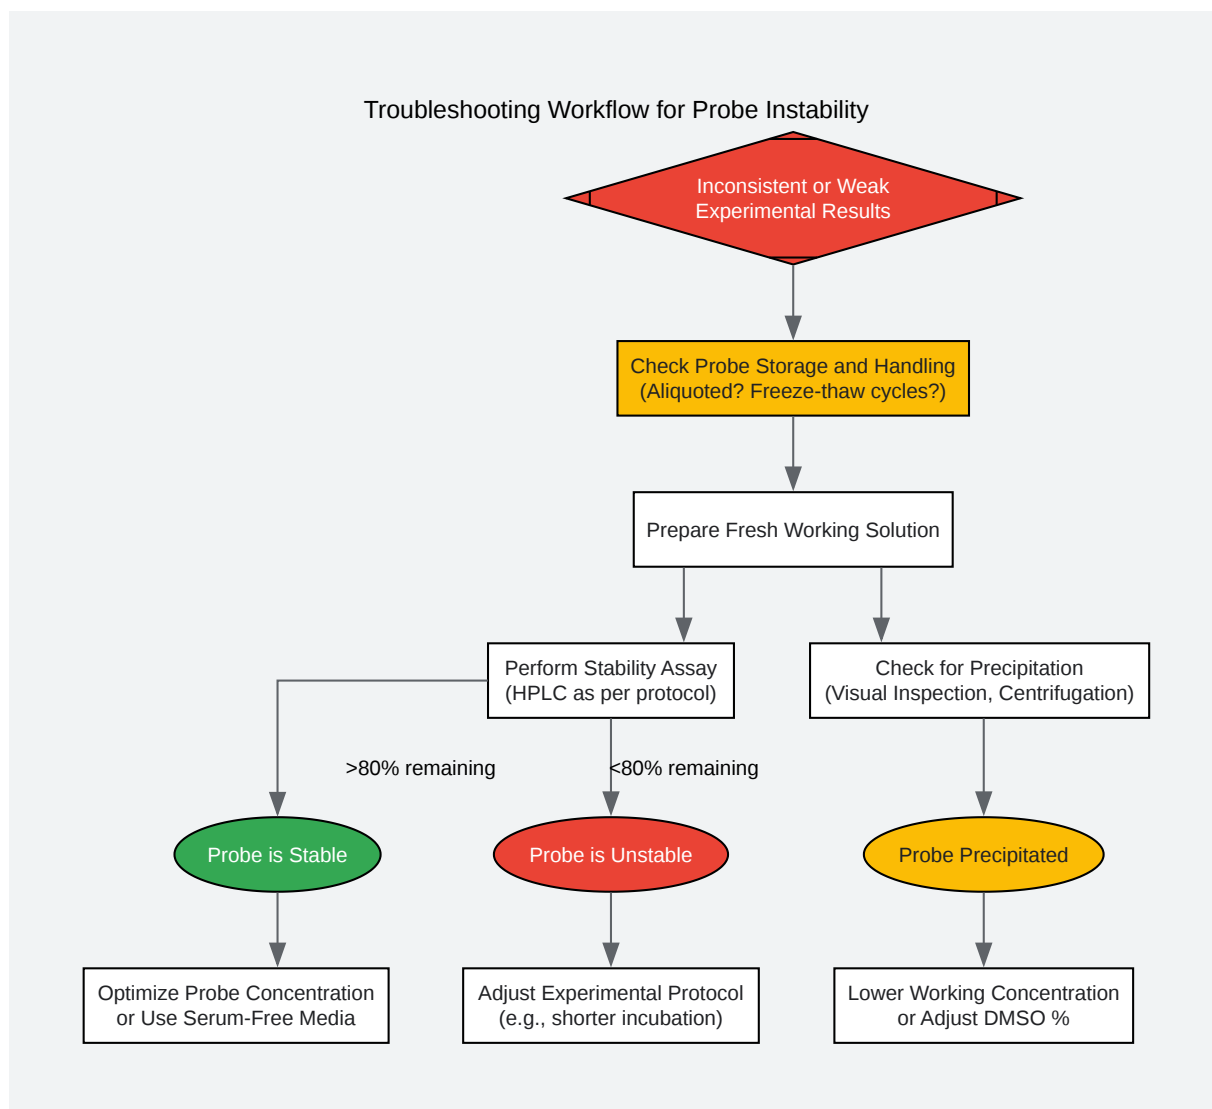 Troubleshooting Workflow for Probe Instability
Inconsistent or Weak
Experimental Results
Check Probe Storage and Handling
(Aliquoted? Freeze-thaw cycles?)
Prepare Fresh Working Solution
Perform Stability Assay
(HPLC as per protocol)
Check for Precipitation
(Visual Inspection, Centrifugation)
>80% remaining
<80% remaining
Probe is Stable
Probe is Unstable
Probe Precipitated
Optimize Probe Concentration
or Use Serum-Free Media
Adjust Experimental Protocol
(e.g., shorter incubation)
Lower Working Concentration
or Adjust DMSO %